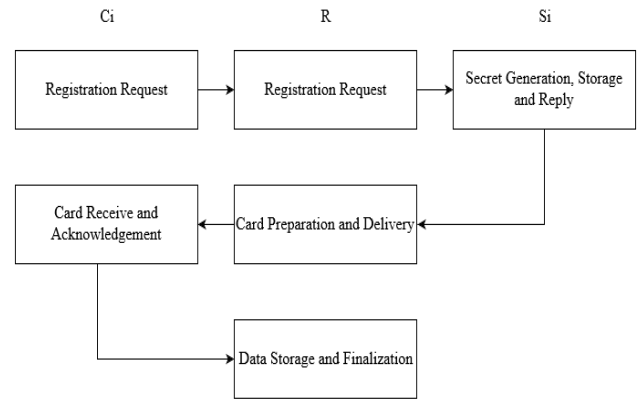 Ci
R
Si
Registration Request
Registration Request
Secret Generation, Storage
and Reply
Card Receive and
Acknowledgement
Card Preparation and Delivery
Data Storage and Finalization